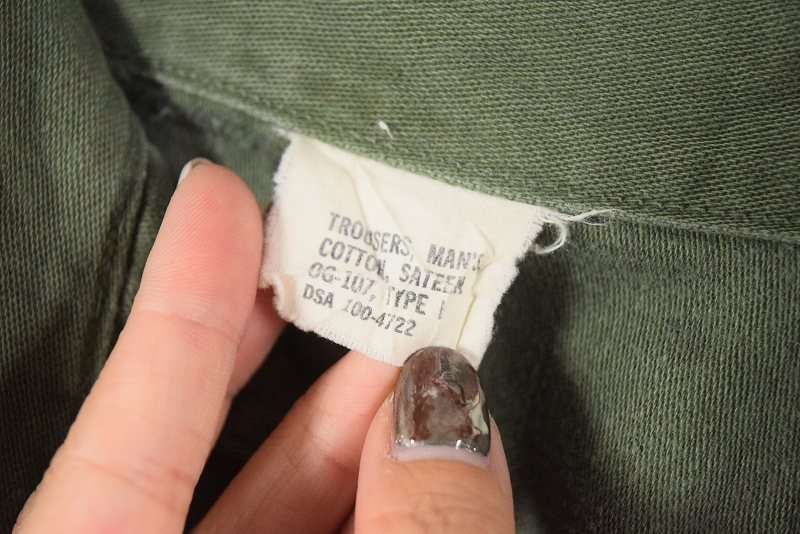 TROUSERS, MAN'S
COTTON, SATEEN
OG-107, TYPE I
DSA 100-4722